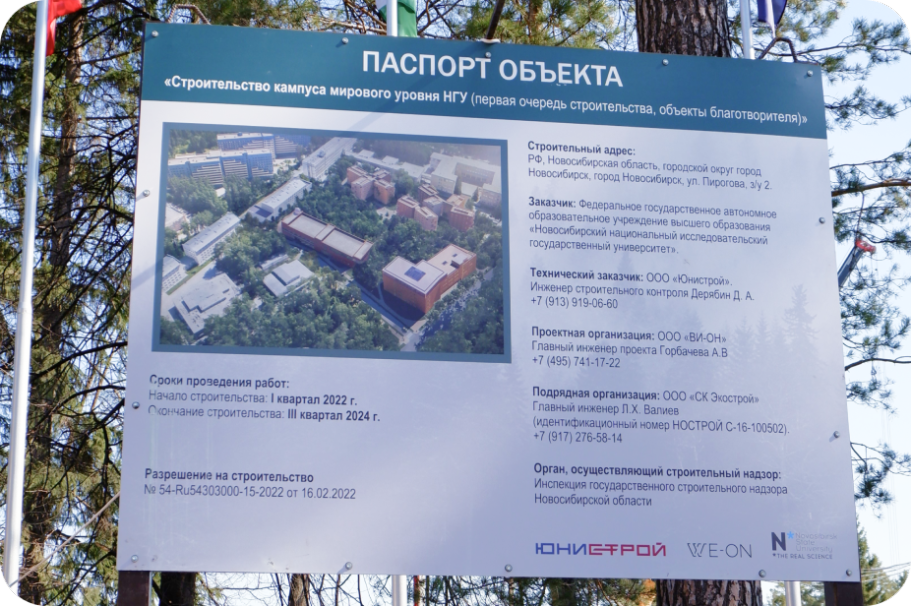 ПАСПОРТ ОБЪЕКТА
«Строительство кампуса мирового уровня НГУ (первая очередь строительства, объекты благотворителя)»
Строительный адрес:
РФ, Новосибирская область, городской округ город
Новосибирск, город Новосибирск, ул. Пирогова, з/у 2.
Заказчик: Федеральное государственное автономное
образовательное учреждение высшего образования
«Новосибирский национальный исследовательский
государственный университет».
Технический заказчик: ООО «Юнистрой».
Инженер строительного контроля Дерябин Д. А.
+7 (913) 919-06-60
Проектная организация: ООО «ВИ-ОН»
Главный инженер проекта Горбачева А.В
+7 (495) 741-17-22
Подрядная организация: ООО «СК Экострой»
Главный инженер Л.Х. Валиев
(идентификационный номер НОСТРОЙ С-16-100502).
+7 (917) 276-58-14
Орган, осуществляющий строительный надзор:
Инспекция государственного строительного надзора
Новосибирской области
Сроки проведения работ:
Начало строительства: I квартал 2022 г.
Окончание строительства: III квартал 2024 г.
Разрешение на строительство
№ 54-Ru54303000-15-2022 от 16.02.2022
ЮНИСТРОЙ
WE-ON
N*
Novosibirsk
State
University
*THE REAL SCIENCE